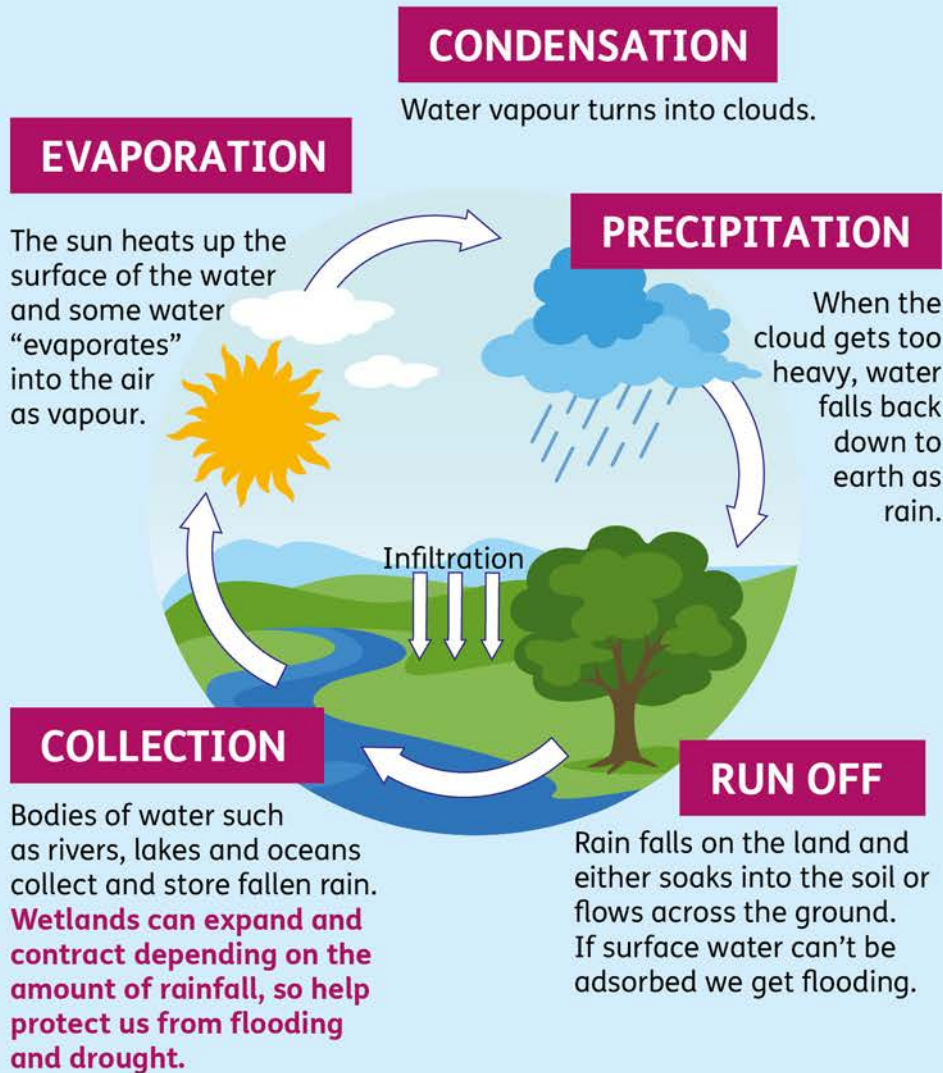 CONDENSATION
Water vapour turns into clouds.
EVAPORATION
The sun heats up the
surface of the water
and some water
“evaporates”
into the air
as vapour.
PRECIPITATION
When the
cloud gets too
heavy, water
falls back
down to
earth as
rain.
Infiltration
COLLECTION
Bodies of water such
as rivers, lakes and oceans
collect and store fallen rain.
Wetlands can expand and
contract depending on the
amount of rainfall, so help
protect us from flooding
and drought.
RUN OFF
Rain falls on the land and
either soaks into the soil or
flows across the ground.
If surface water can’t be
adsorbed we get flooding.